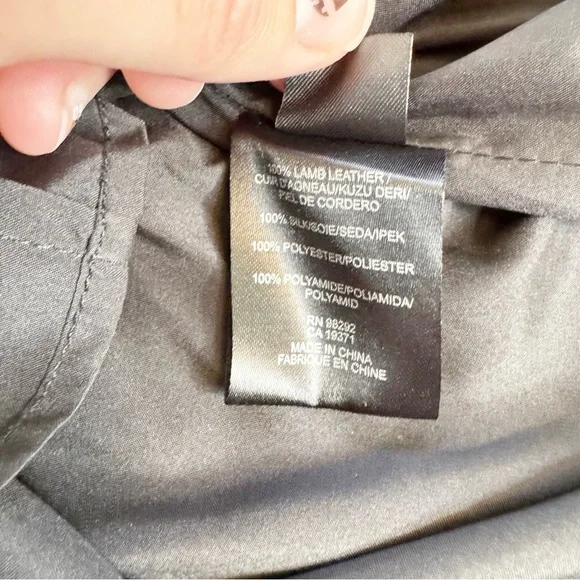 100% LAMB LEATHER/
CUIR D'AGNEAU/KUZU DERI/
PIEL DE CORDERO
100% SILK/SOIE/SEDA/IPEK
100% POLYESTER/POLIESTER
100% POLYAMIDE/POLIAMIDA/
POLYAMID
RN 98292
CA 19371
MADE IN CHINA
FABRIQUE EN CHINE